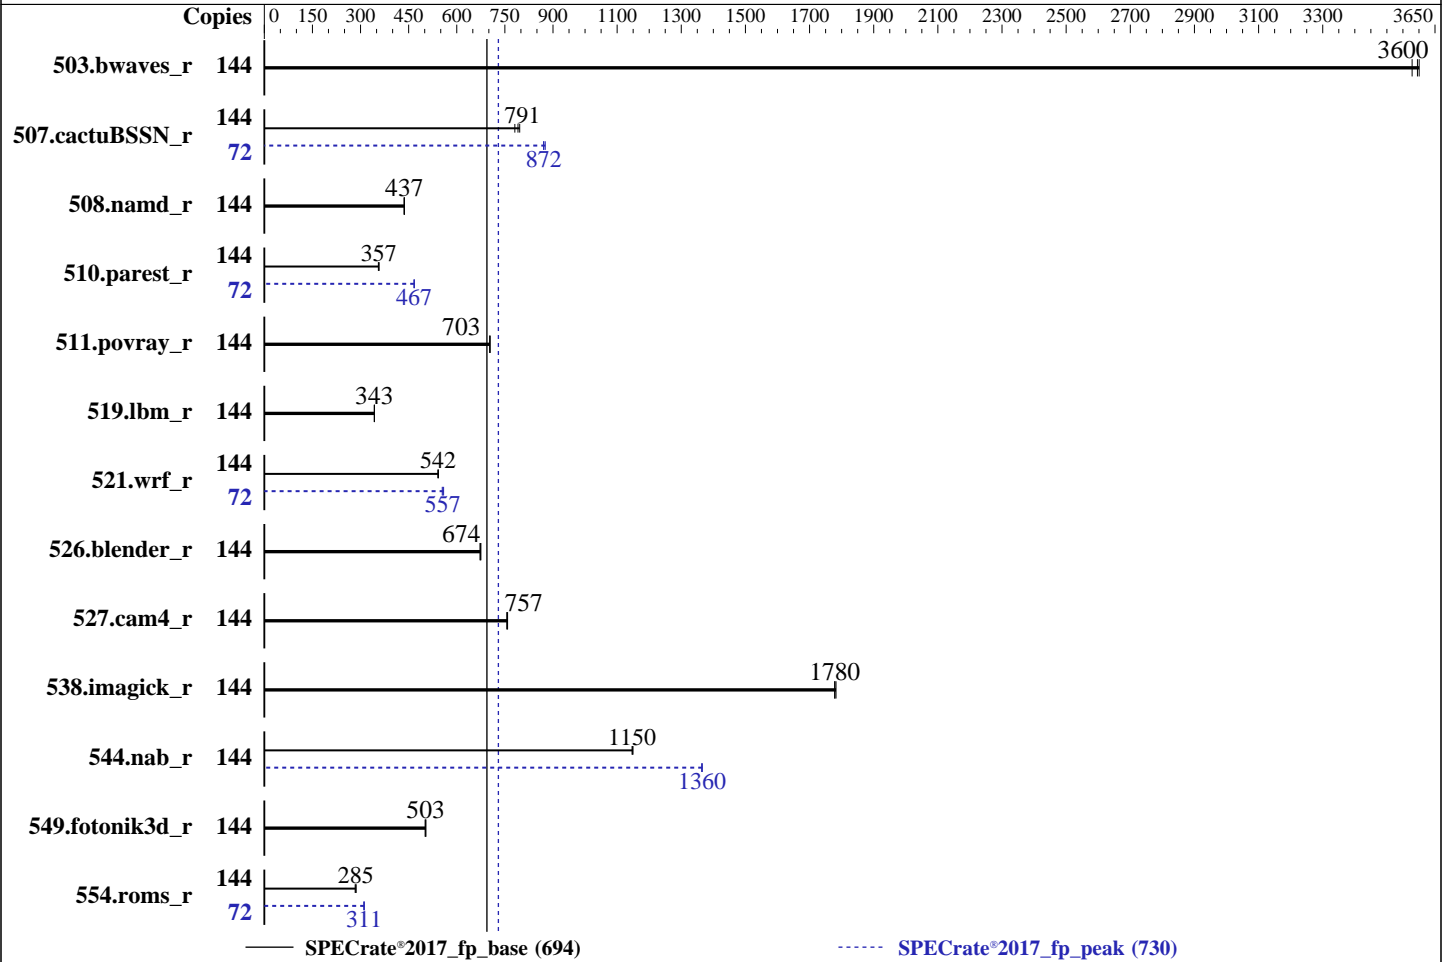 Copies 0 150 300 450 600 750 900 1100 1300 1500 1700 1900 2100 2300 2500 2700 2900 3100 3300 3650
503.bwaves_r 144 3600
507.cactuBSSN_r 144 791
72 872
508.namd_r 144 437
510.parest_r 144 357
72 467
511.povray_r 144 703
519.lbm_r 144 343
521.wrf_r 144 542
72 557
526.blender_r 144 674
527.cam4_r 144 757
538.imagick_r 144 1780
544.nab_r 144 1150
1360
549.fotonik3d_r 144 503
554.roms_r 144 285
72 311
SPECrate®2017_fp_base (694) SPECrate®2017_fp_peak (730)